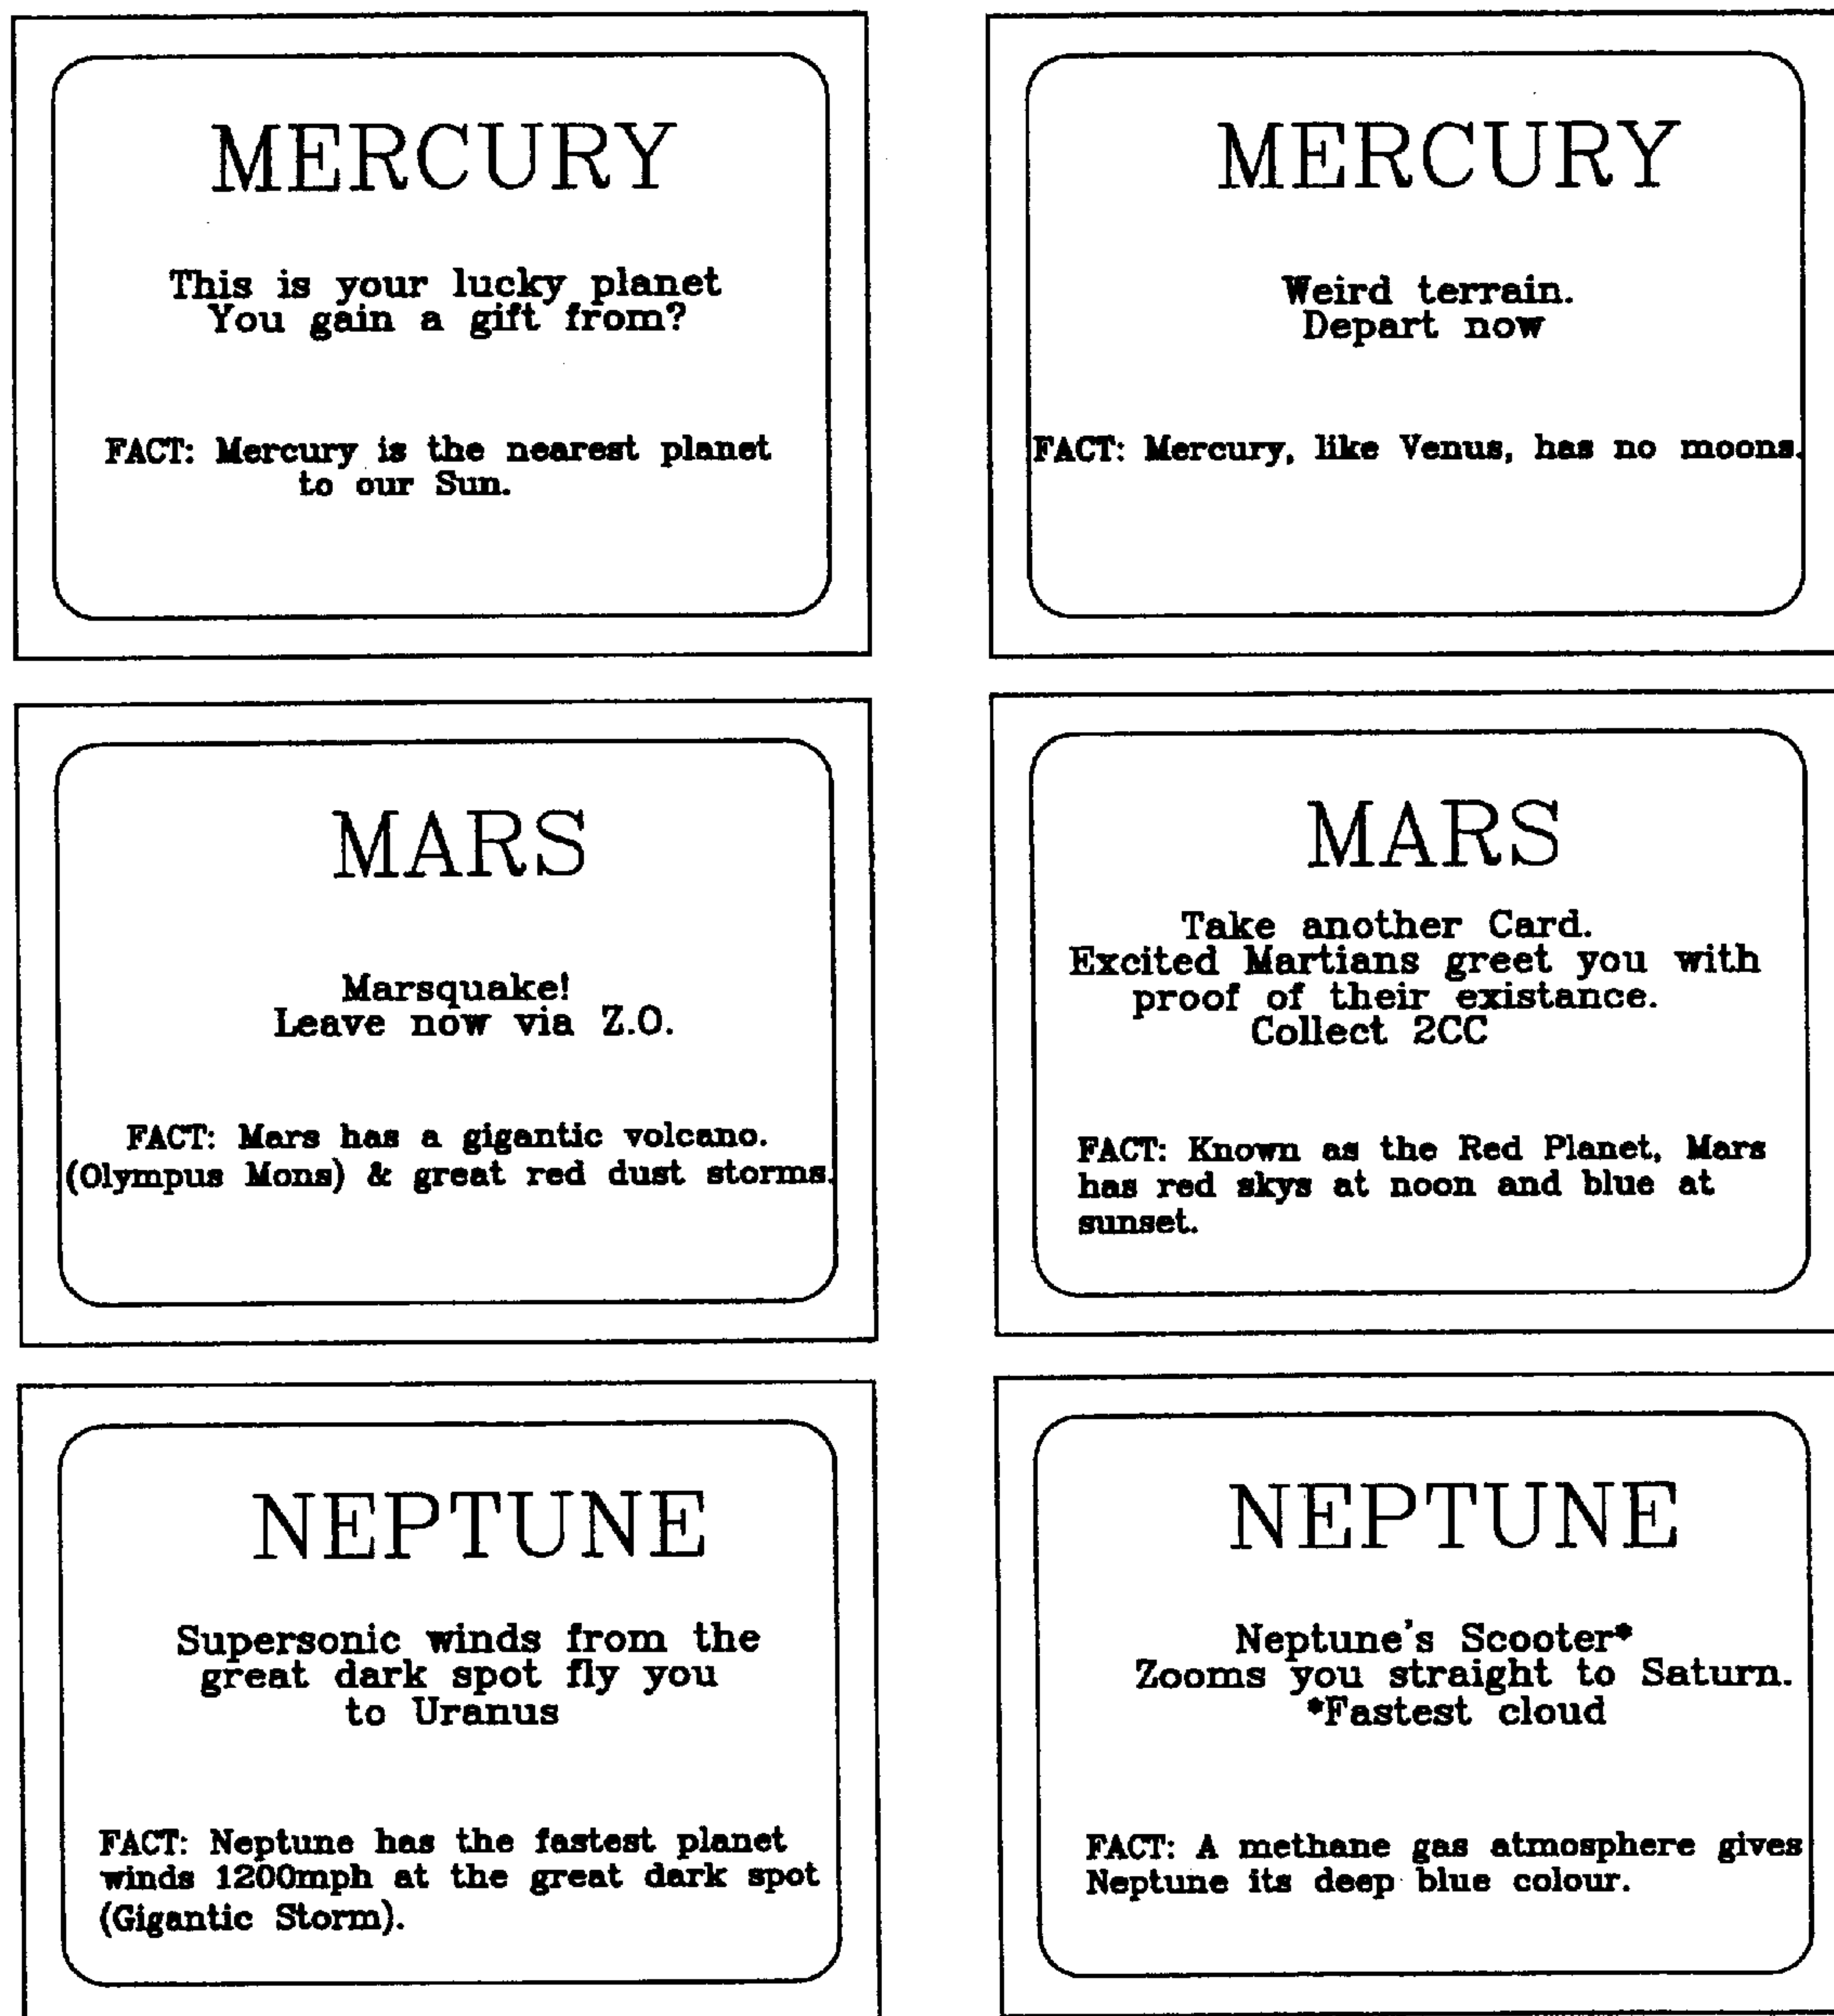 MERCURY
This is your lucky planet
You gain a gift from?
FACT: Mercury is the nearest planet
to our Sun.
MERCURY
Weird terrain.
Depart now
FACT: Mercury, like Venus, has no moons.
MARS
Marsquake!
Leave now via Z.O.
FACT: Mars has a gigantic volcano.
(Olympus Mons) & great red dust storms.
MARS
Take another Card.
Excited Martians greet you with
proof of their existance.
Collect 2CC
FACT: Known as the Red Planet, Mars
has red skys at noon and blue at
sunset.
NEPTUNE
Supersonic winds from the
great dark spot fly you
to Uranus
FACT: Neptune has the fastest planet
winds 1200mph at the great dark spot
(Gigantic Storm).
NEPTUNE
Neptune's Scooter*
Zooms you straight to Saturn.
*Fastest cloud
FACT: A methane gas atmosphere gives
Neptune its deep blue colour.